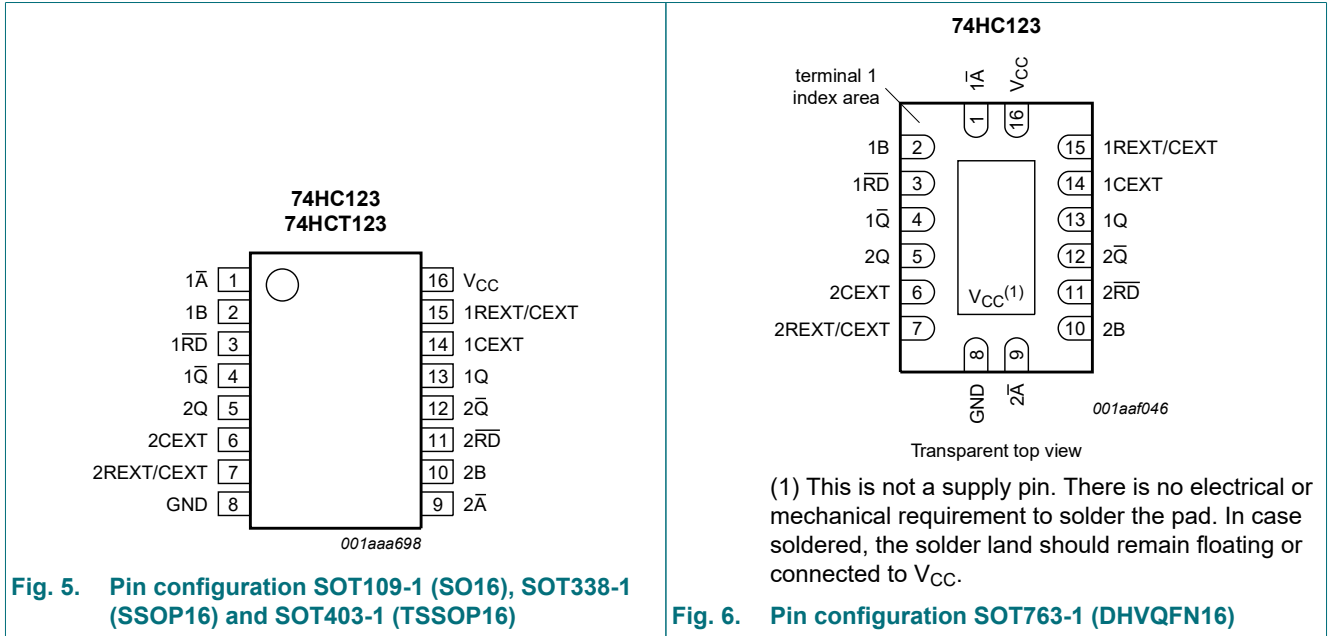 74HC123
74HCT123
1A̅ 1
1B 2
1R̅D̅ 3
1Q̅ 4
2Q 5
2CEXT 6
2REXT/CEXT 7
GND 8
16 VCC
15 1REXT/CEXT
14 1CEXT
13 1Q
12 2Q̅
11 2R̅D̅
10 2B
9 2A̅
001aaa698
Fig. 5. Pin configuration SOT109-1 (SO16), SOT338-1
(SSOP16) and SOT403-1 (TSSOP16)
74HC123
terminal 1
index area
1A̅
VCC
1
16
1B 2
1R̅D̅ 3
1Q̅ 4
2Q 5
2CEXT 6
2REXT/CEXT 7
15 1REXT/CEXT
14 1CEXT
13 1Q
12 2Q̅
11 2R̅D̅
10 2B
VCC(1)
8
9
GND
2A̅
001aaf046
Transparent top view
(1) This is not a supply pin. There is no electrical or
mechanical requirement to solder the pad. In case
soldered, the solder land should remain floating or
connected to VCC.
Fig. 6. Pin configuration SOT763-1 (DHVQFN16)